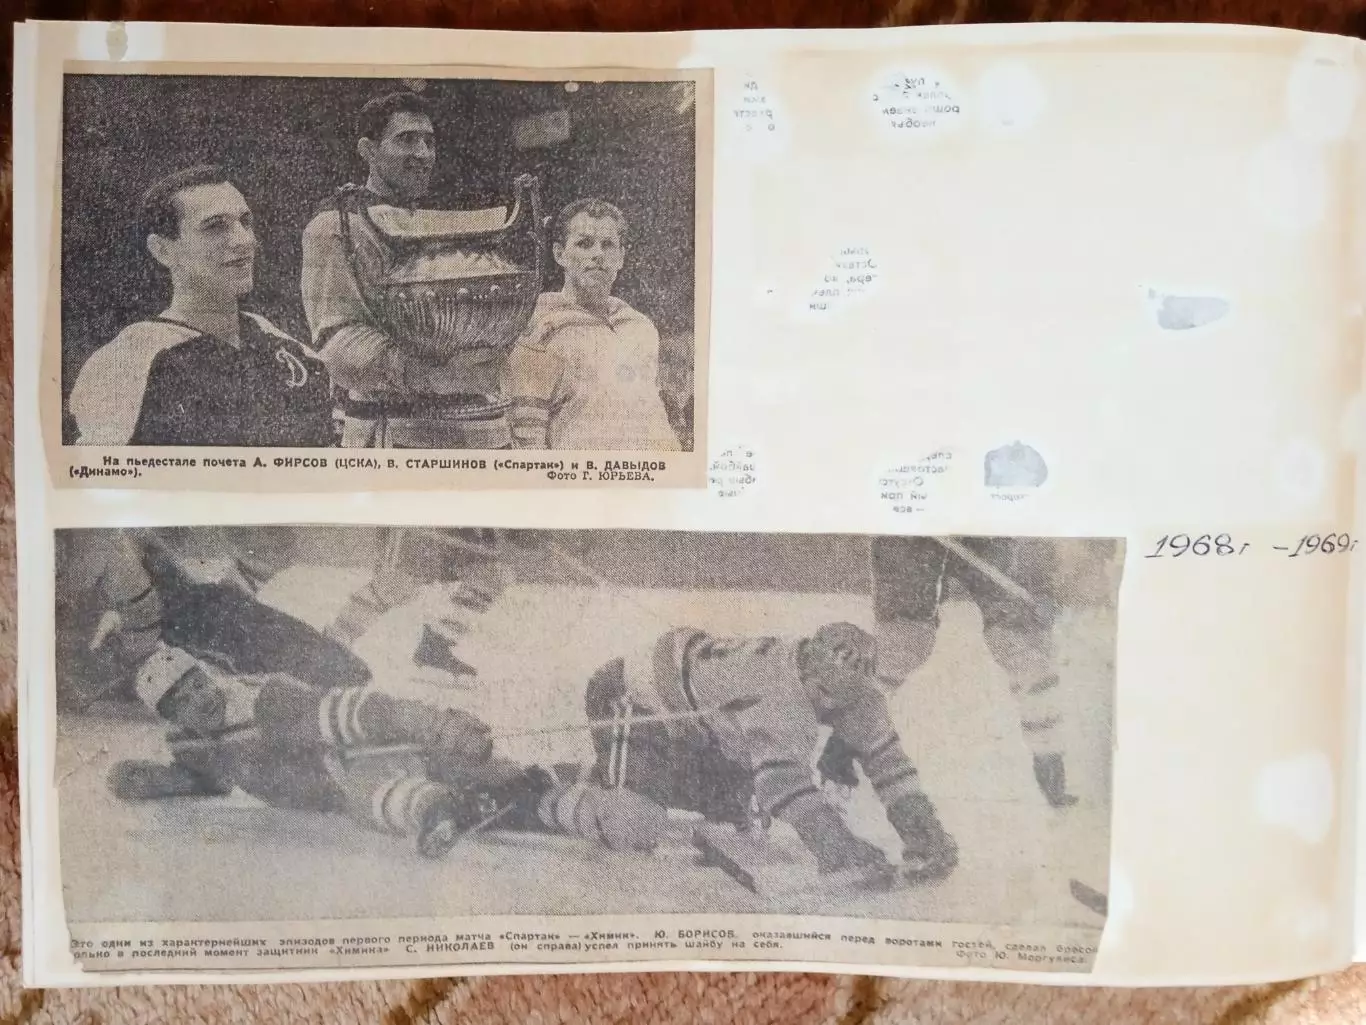 На пьедестале почета А. ФИРСОВ (ЦСКА), В. СТАРШИНОВ («Спартак») и В. ДАВЫДОВ
(«Динамо»). Фото Г. ЮРЬЕВА.
1968г -1969г
Это один из характернейших эпизодов первого периода матча «Спартак» — «Химик». Ю. БОРИСОВ, оказавшийся перед воротами гостей, сделал бросок
только в последний момент защитник «Химика» С. НИКОЛАЕВ (он справа) успел принять шайбу на себя. Фото Ю. Моргулиса.